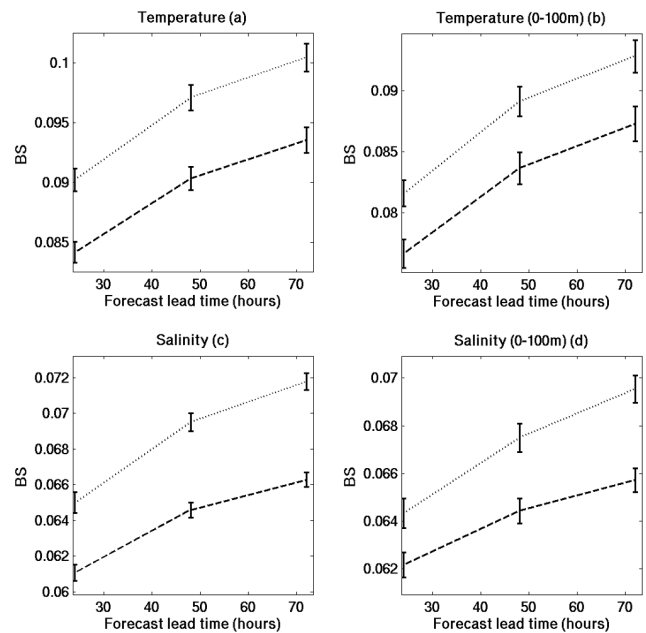 Temperature (a)
0.1
0.095
0.09
0.085
BS
30 40 50 60 70
Forecast lead time (hours)
Temperature (0-100m) (b)
0.09
0.085
0.08
BS
30 40 50 60 70
Forecast lead time (hours)
Salinity (c)
0.072
0.07
0.068
0.066
0.064
0.062
0.06
BS
30 40 50 60 70
Forecast lead time (hours)
Salinity (0-100m) (d)
0.07
0.068
0.066
0.064
0.062
BS
30 40 50 60 70
Forecast lead time (hours)